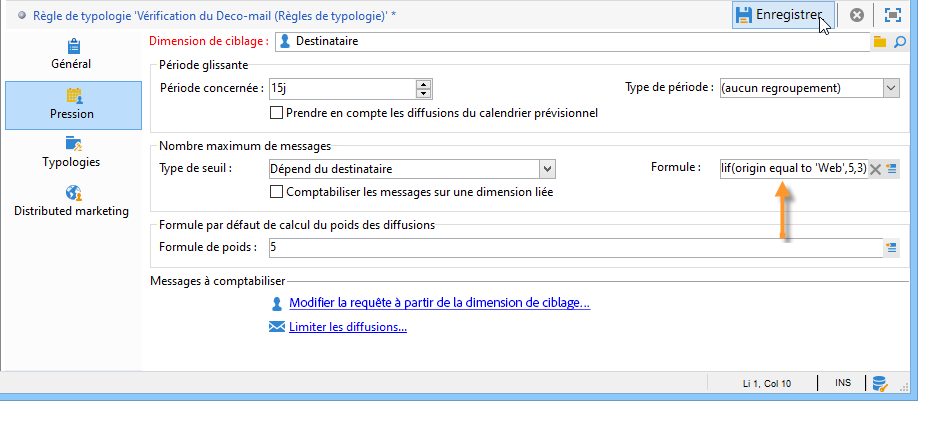 Règle de typologie 'Vérification du Deco-mail (Règles de typologie)' *
Enregistrer
Général
Pression
Typologies
Distributed marketing
Dimension de ciblage : Destinataire
Période glissante
Période concernée : 15j
Type de période : (aucun regroupement)
Prendre en compte les diffusions du calendrier prévisionnel
Nombre maximum de messages
Type de seuil : Dépend du destinataire
Formule : Iif(origin equal to 'Web',5,3)
Comptabiliser les messages sur une dimension liée
Formule par défaut de calcul du poids des diffusions
Formule de poids : 5
Messages à comptabiliser
Modifier la requête à partir de la dimension de ciblage...
Limiter les diffusions...
Li 1, Col 10
INS